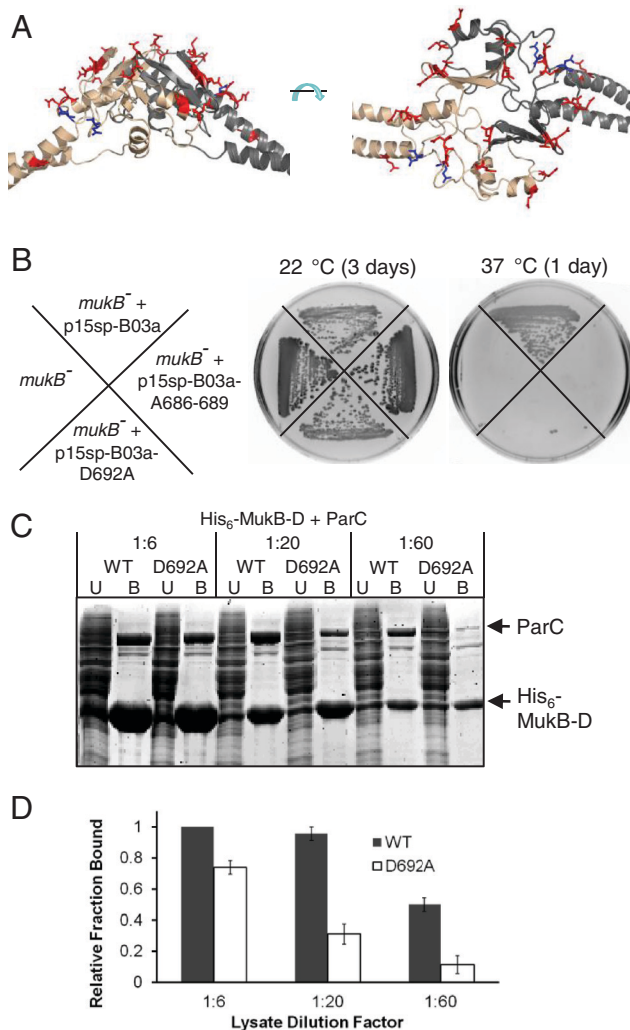 A
B
22 °C (3 days)
37 °C (1 day)
mukB⁻ +
p15sp-B03a
mukB⁻
mukB⁻ +
p15sp-B03a-
A686-689
mukB⁻ +
p15sp-B03a-
D692A
C
His₆-MukB-D + ParC
1:6 1:20 1:60
WT D692A WT D692A WT D692A
U B U B U B U B U B U B
ParC
His₆-
MukB-D
D
Relative Fraction Bound
1
0.8
0.6
0.4
0.2
0
WT
D692A
1:6 1:20 1:60
Lysate Dilution Factor